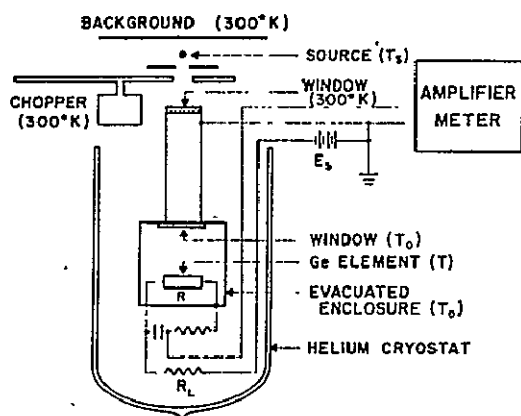 BACKGROUND (300°K)
SOURCE (Ts)
WINDOW
(300°K)
CHOPPER
(300°K)
AMPLIFIER
METER
Es
WINDOW (To)
Ge ELEMENT (T)
R
EVACUATED
ENCLOSURE (To)
HELIUM CRYOSTAT
RL